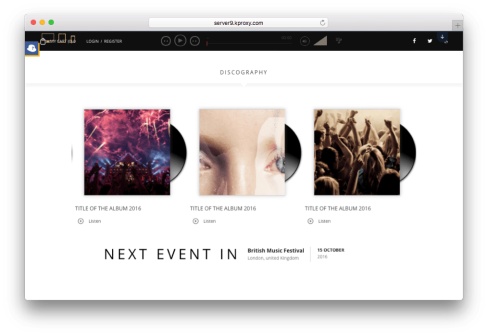 server9.kproxy.com
LOGIN / REGISTER
DISCOGRAPHY
TITLE OF THE ALBUM 2016
Listen
TITLE OF THE ALBUM 2016
Listen
TITLE OF THE ALBUM 2016
Listen
NEXT EVENT IN
British Music Festival
London, united kingdom
15 OCTOBER
2016